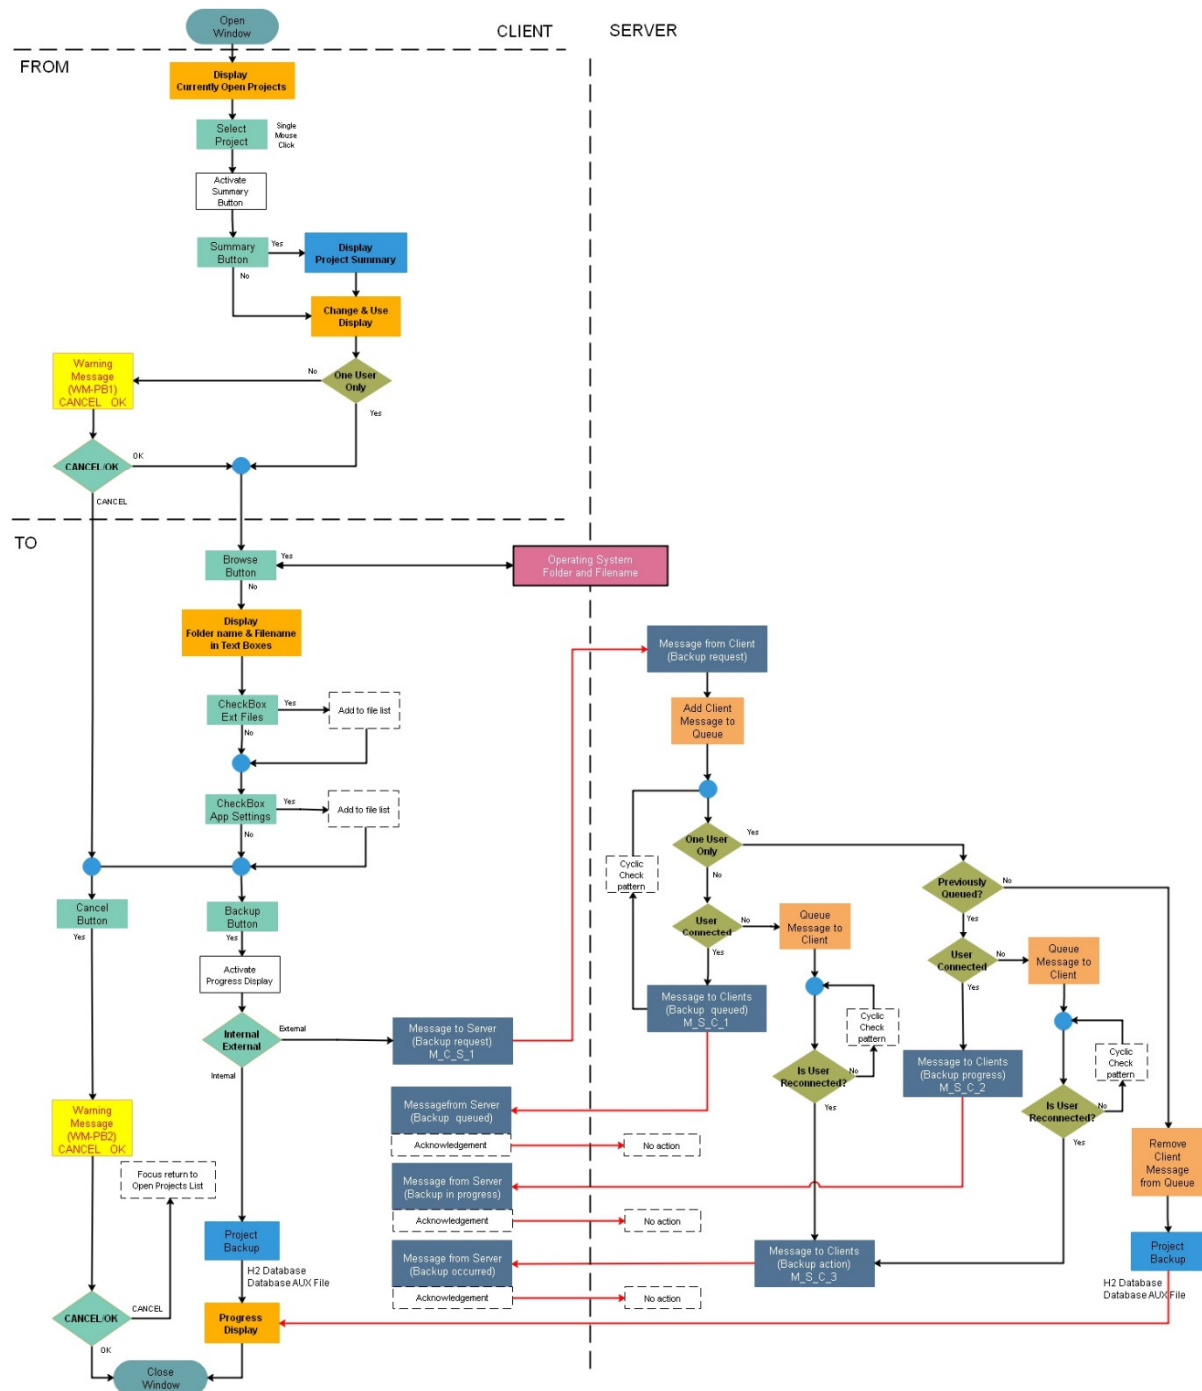 Open
Window
CLIENT
SERVER
FROM
Display
Currently Open Projects
Select
Project
Single
Mouse
Click
Activate
Summary
Button
Summary
Button
Yes
No
Display
Project Summary
Change & Use
Display
One User
Only
No
Yes
Warning
Message
(WM-PB1)
CANCEL OK
CANCEL/OK
OK
CANCEL
TO
Browse
Button
Yes
No
Operating System
Folder and Filename
Display
Folder name & Filename
in Text Boxes
CheckBox
Ext Files
Yes
No
Add to file list
CheckBox
App Settings
Yes
No
Add to file list
Cancel
Button
Yes
Backup
Button
Yes
Activate
Progress Display
Internal
External
External
Internal
Message to Server
(Backup request)
M_C_S_1
Messagefrom Server
(Backup queued)
Acknowledgement
No action
Message from Server
(Backup in progress)
Acknowledgement
No action
Message from Server
(Backup occurred)
Acknowledgement
No action
Warning
Message
(WM-PB2)
CANCEL OK
Focus return to
Open Projects List
Project
Backup
H2 Database
Database AUX File
CANCEL/OK
CANCEL
OK
Progress
Display
Close
Window
Message from Client
(Backup request)
Add Client
Message to
Queue
One User
Only
Yes
No
Cyclic
Check
pattern
User
Connected
No
Yes
Queue
Message to
Client
Message to Clients
(Backup queued)
M_S_C_1
Cyclic
Check
pattern
Is User
Reconnected?
No
Yes
Previously
Queued?
No
Yes
User
Connected
No
Yes
Queue
Message to
Client
Message to Clients
(Backup progress)
M_S_C_2
Cyclic
Check
pattern
Is User
Reconnected?
No
Yes
Remove
Client
Message
from Queue
Message to Clients
(Backup action)
M_S_C_3
Project
Backup
H2 Database
Database AUX File